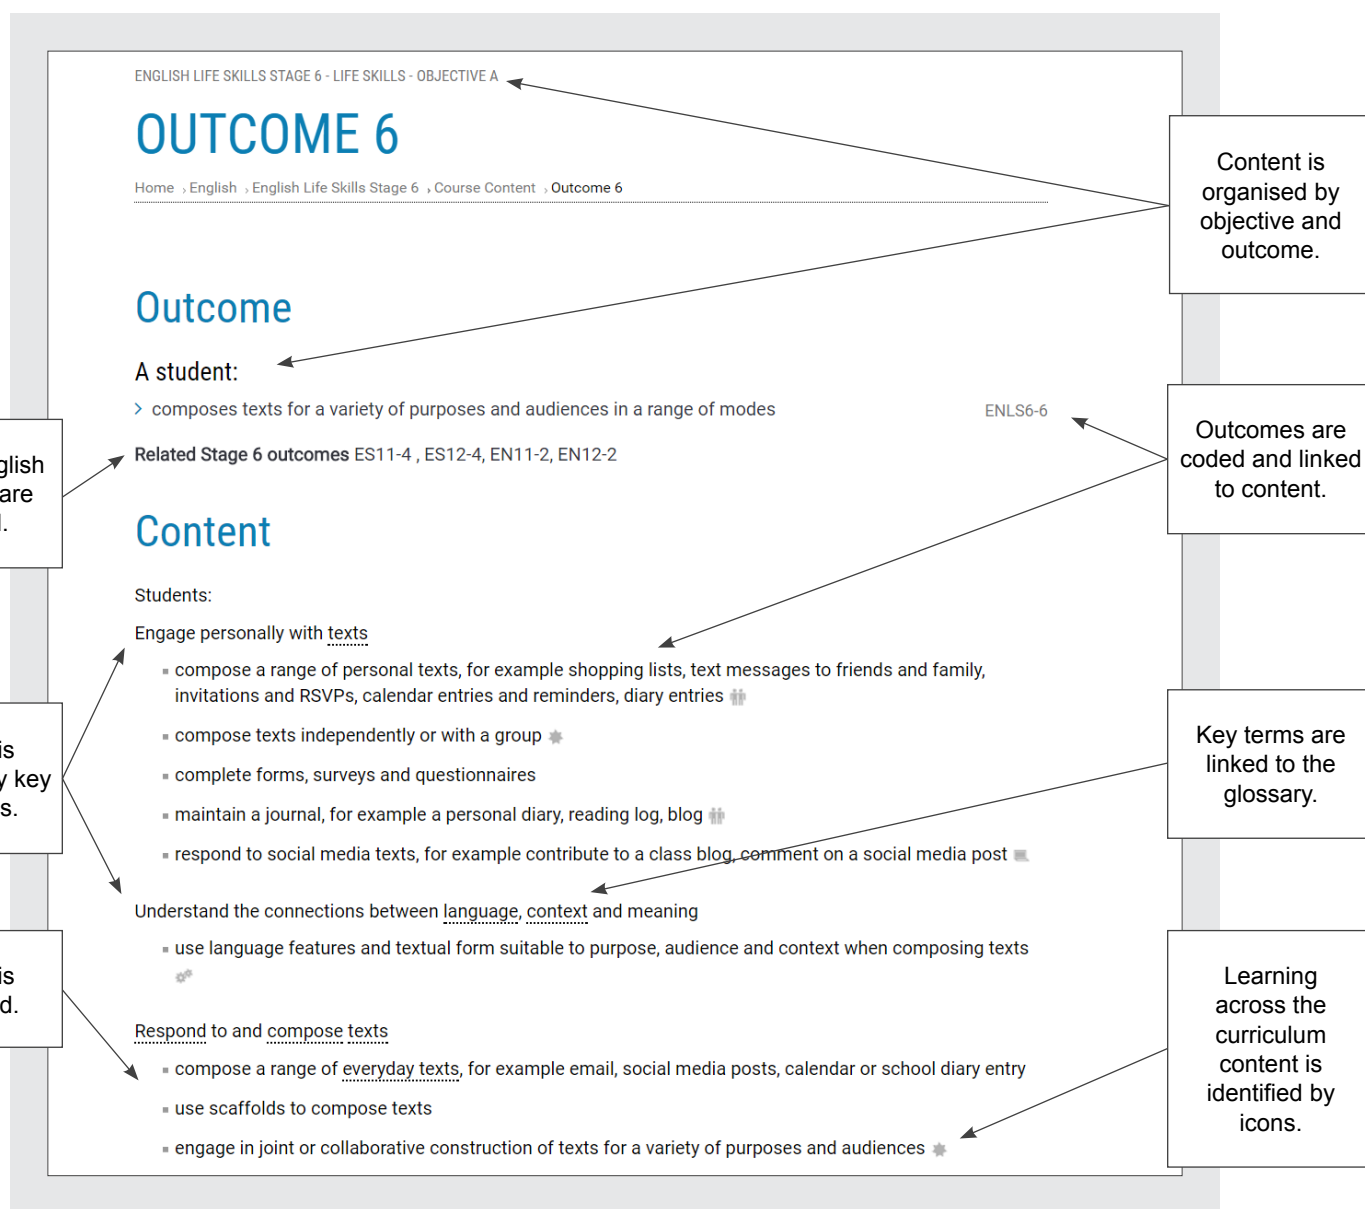 ENGLISH LIFE SKILLS STAGE 6 - LIFE SKILLS - OBJECTIVE A
OUTCOME 6
Home › English › English Life Skills Stage 6 › Course Content › Outcome 6
Content is
organised by
objective and
outcome.
Outcome
A student:
> composes texts for a variety of purposes and audiences in a range of modes ENLS6-6
Related Stage 6 outcomes ES11-4 , ES12-4, EN11-2, EN12-2
Outcomes are
coded and linked
to content.
glish
are
.
Content
Students:
Engage personally with texts
compose a range of personal texts, for example shopping lists, text messages to friends and family,
invitations and RSVPs, calendar entries and reminders, diary entries
compose texts independently or with a group
complete forms, surveys and questionnaires
maintain a journal, for example a personal diary, reading log, blog
respond to social media texts, for example contribute to a class blog, comment on a social media post
is
y key
s.
Key terms are
linked to the
glossary.
Understand the connections between language, context and meaning
use language features and textual form suitable to purpose, audience and context when composing texts
is
d.
Respond to and compose texts
compose a range of everyday texts, for example email, social media posts, calendar or school diary entry
use scaffolds to compose texts
engage in joint or collaborative construction of texts for a variety of purposes and audiences
Learning
across the
curriculum
content is
identified by
icons.